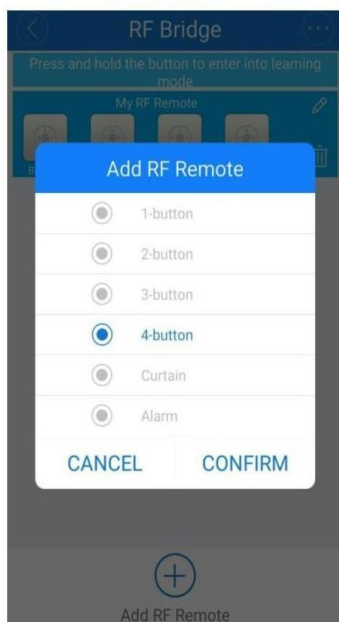 RF Bridge
Press and hold the button to enter into learning
mode
My RF Remote
Add RF Remote
1-button
2-button
3-button
4-button
Curtain
Alarm
CANCEL
CONFIRM
Add RF Remote